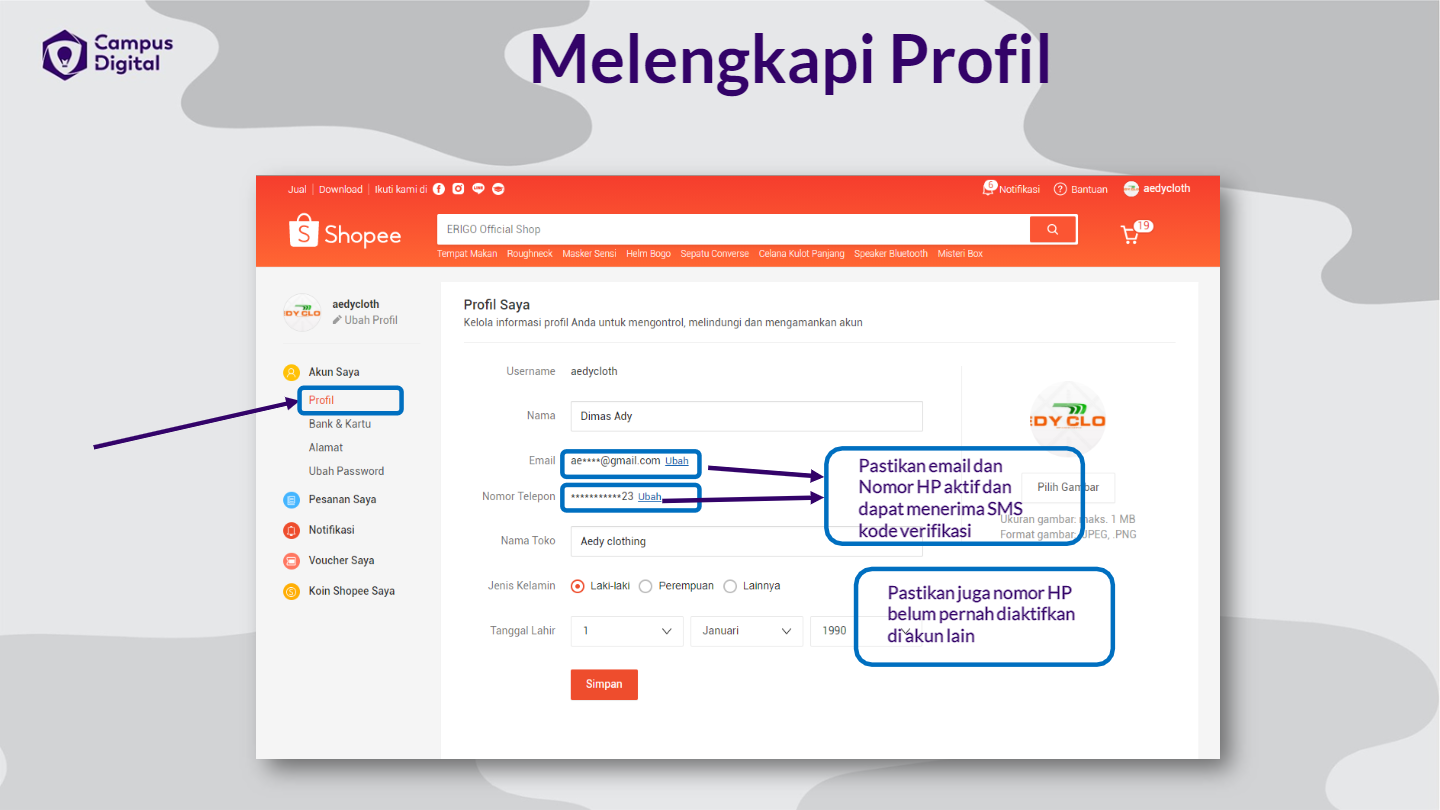 Campus
Digital
Melengkapi Profil
Jual | Download | Ikuti kami di
6
Notifikasi
Bantuan
aedycloth
Shopee
ERIGO Official Shop
19
Tempat Makan Roughneck Masker Sensi Helm Bogo Sepatu Converse Celana Kulot Panjang Speaker Bluetooth Misteri Box
aedycloth
Ubah Profil
Akun Saya
Profil
Bank & Kartu
Alamat
Ubah Password
Pesanan Saya
Notifikasi
Voucher Saya
Koin Shopee Saya
Profil Saya
Kelola informasi profil Anda untuk mengontrol, melindungi dan mengamankan akun
Username aedycloth
Nama Dimas Ady
Email ae****@gmail.com Ubah
Nomor Telepon ***********23 Ubah
Nama Toko Aedy clothing
Jenis Kelamin Laki-laki Perempuan Lainnya
Tanggal Lahir 1 Januari 1990
Simpan
EDY CLO
Pilih Gambar
Ukuran gambar: maks. 1 MB
Format gambar: .JPEG, .PNG
Pastikan email dan
Nomor HP aktif dan
dapat menerima SMS
kode verifikasi
Pastikan juga nomor HP
belum pernah diaktifkan
di akun lain